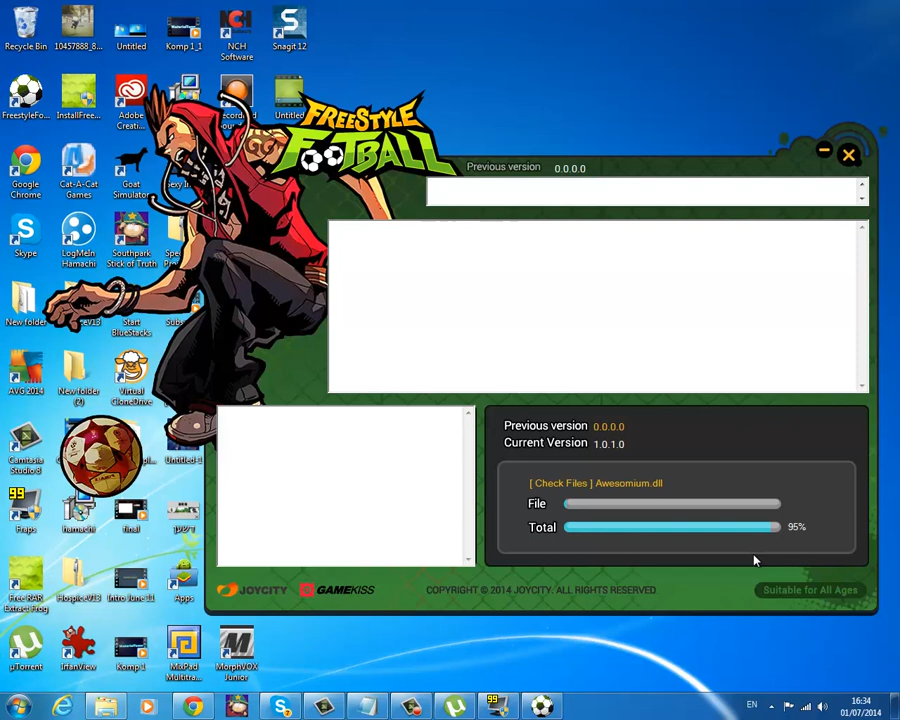 Recycle Bin
10457888_8...
Untitled
Komp 1_1
NCH Software
Snagit 12
FreestyleFo...
InstallFree...
Adobe Creati...
Untitled
FREESTYLE
FOOTBALL
Previous version 0.0.0.0
Google Chrome
Cat-A-Cat Games
Goat Simulator
Skype
LogMeIn Hamachi
Southpark Stick of Truth
New folder
Start BlueStacks
AVG 2014
New folder (2)
Virtual CloneDrive
Previous version 0.0.0.0
Current Version 1.0.1.0
Camtasia Studio 8
Untitled-1
[ Check Files ] Awesomium.dll
File
Total 95%
99
Fraps
hamachi
final
Free RAR Extract Frog
HospiceV13
Intro June 11
Apps
JOYCITY
GAMEKISS
COPYRIGHT © 2014 JOYCITY. ALL RIGHTS RESERVED
Suitable for All Ages
µTorrent
IrfanView
Komp 1
MixPad Multitra...
MorphVOX Junior
99
EN
16:34
01/07/2014